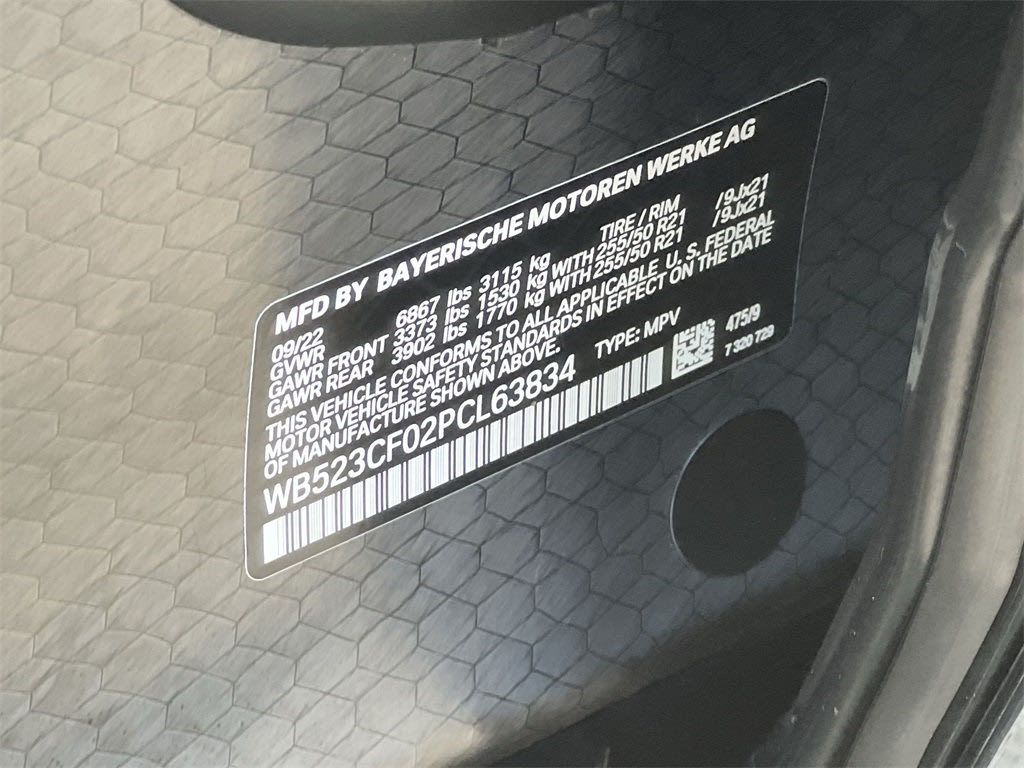 MFD BY BAYERISCHE MOTOREN WERKE AG
09/22 TIRE / RIM
GVWR 6867 lbs 3115 kg
GAWR FRONT 3373 lbs 1530 kg WITH 255/50 R21 /9Jx21
GAWR REAR 3902 lbs 1770 kg WITH 255/50 R21 /9Jx21
THIS VEHICLE CONFORMS TO ALL APPLICABLE U. S. FEDERAL
MOTOR VEHICLE SAFETY STANDARDS IN EFFECT ON THE DATE
OF MANUFACTURE SHOWN ABOVE.
WB523CF02PCL63834 TYPE: MPV
475/9
7 320 729